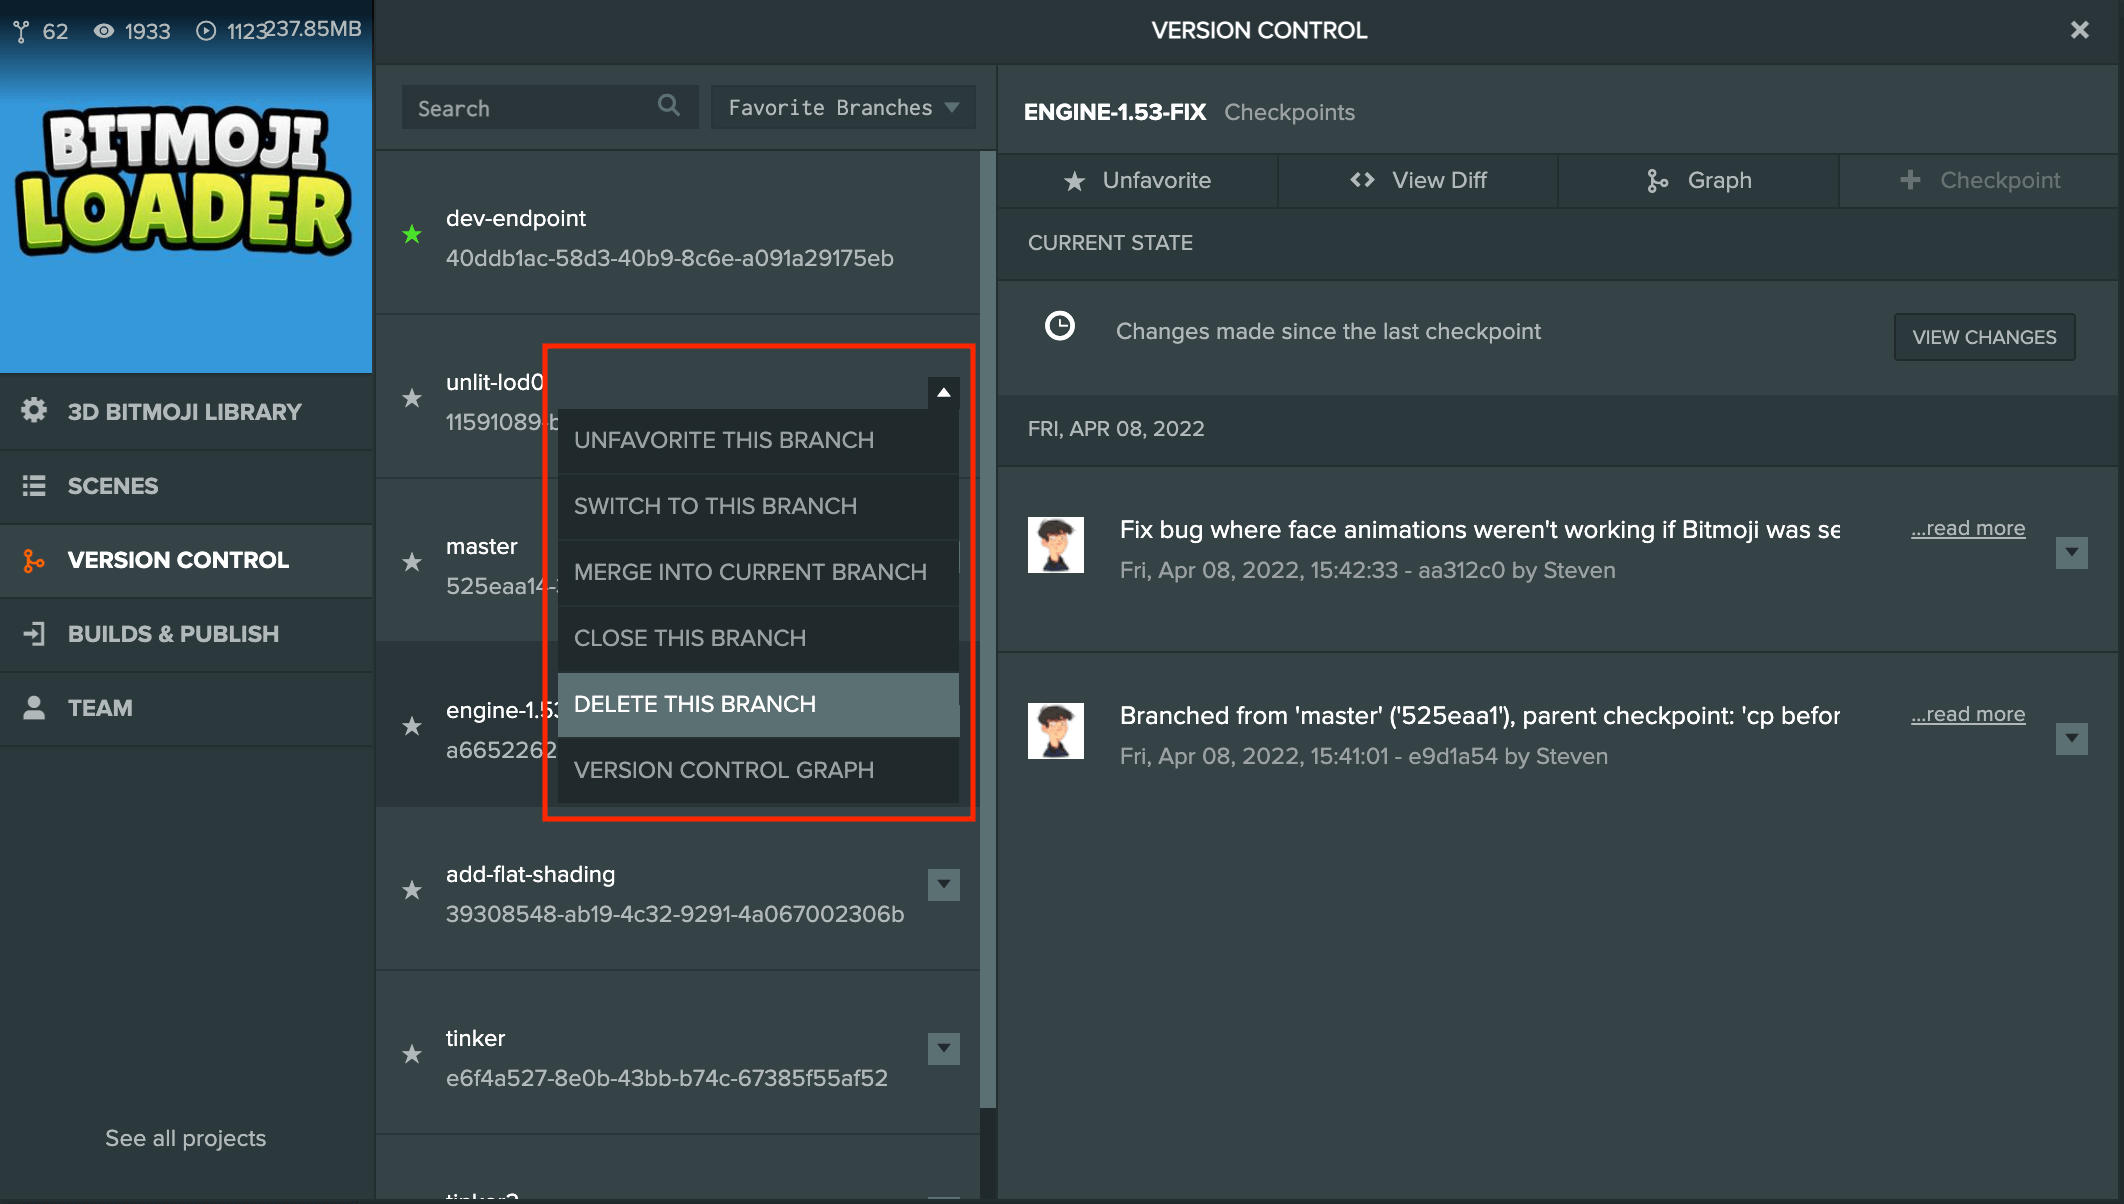 62 1933 1123 237.85MB
BITMOJI
LOADER
3D BITMOJI LIBRARY
SCENES
VERSION CONTROL
BUILDS & PUBLISH
TEAM
See all projects
VERSION CONTROL
Search
Favorite Branches
dev-endpoint
40ddb1ac-58d3-40b9-8c6e-a091a29175eb
unlit-lod0
11591089-b
master
525eaa14-
engine-1.53
a6652262
UNFAVORITE THIS BRANCH
SWITCH TO THIS BRANCH
MERGE INTO CURRENT BRANCH
CLOSE THIS BRANCH
DELETE THIS BRANCH
VERSION CONTROL GRAPH
add-flat-shading
39308548-ab19-4c32-9291-4a067002306b
tinker
e6f4a527-8e0b-43bb-b74c-67385f55af52
ENGINE-1.53-FIX Checkpoints
Unfavorite
View Diff
Graph
Checkpoint
CURRENT STATE
Changes made since the last checkpoint
VIEW CHANGES
FRI, APR 08, 2022
Fix bug where face animations weren't working if Bitmoji was se ...read more
Fri, Apr 08, 2022, 15:42:33 - aa312c0 by Steven
Branched from 'master' ('525eaa1'), parent checkpoint: 'cp befor ...read more
Fri, Apr 08, 2022, 15:41:01 - e9d1a54 by Steven